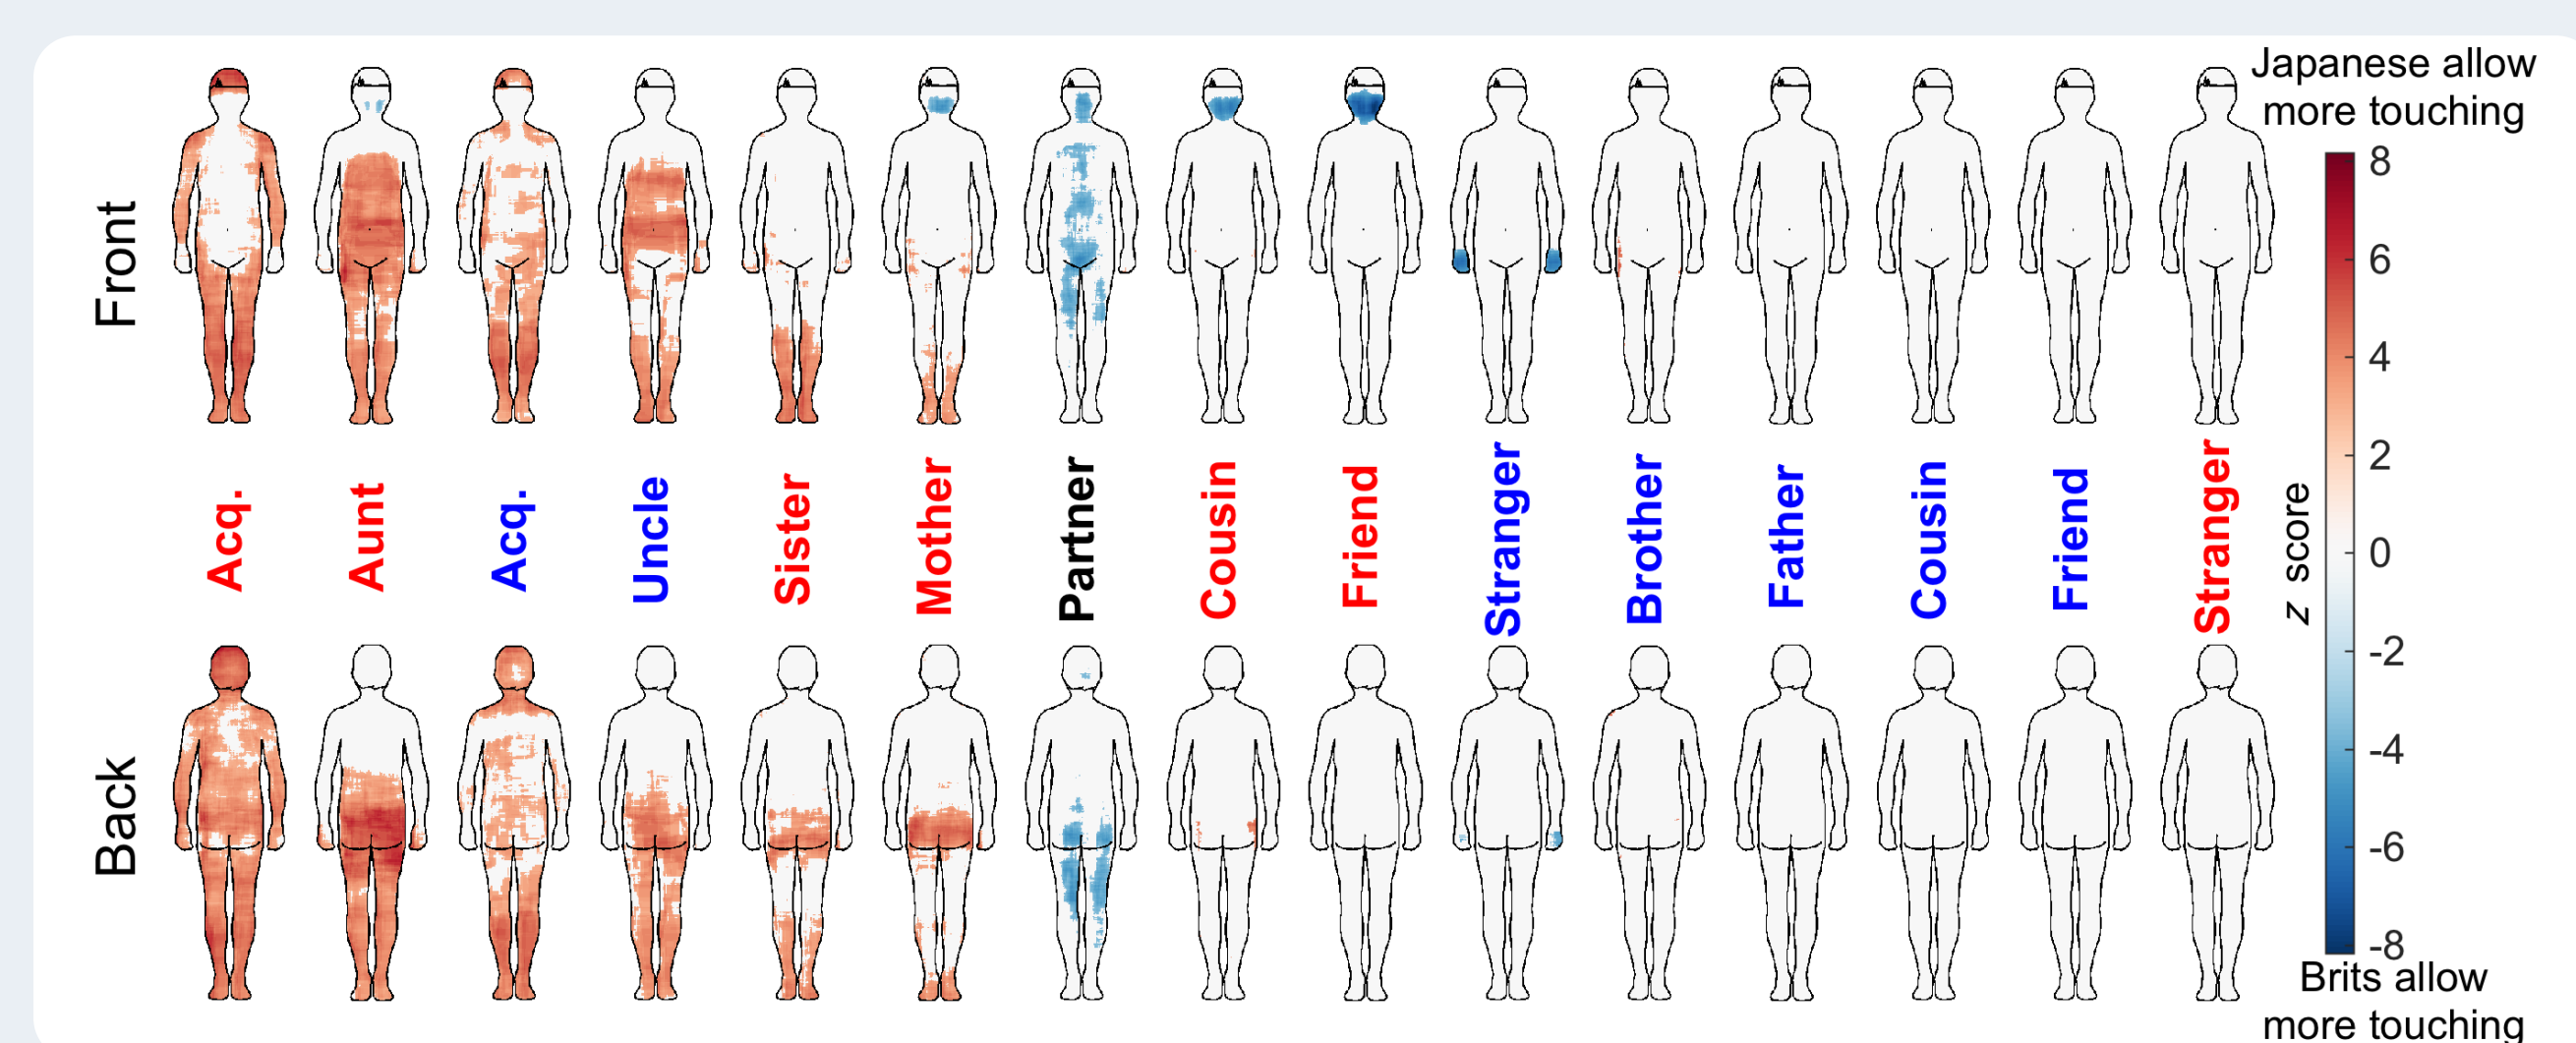 Japanese allow
more touching
Front
Acq.
Aunt
Acq.
Uncle
Sister
Mother
Partner
Cousin
Friend
Stranger
Brother
Father
Cousin
Friend
Stranger
Back
z score
8
6
4
2
0
-2
-4
-6
-8
Brits allow
more touching